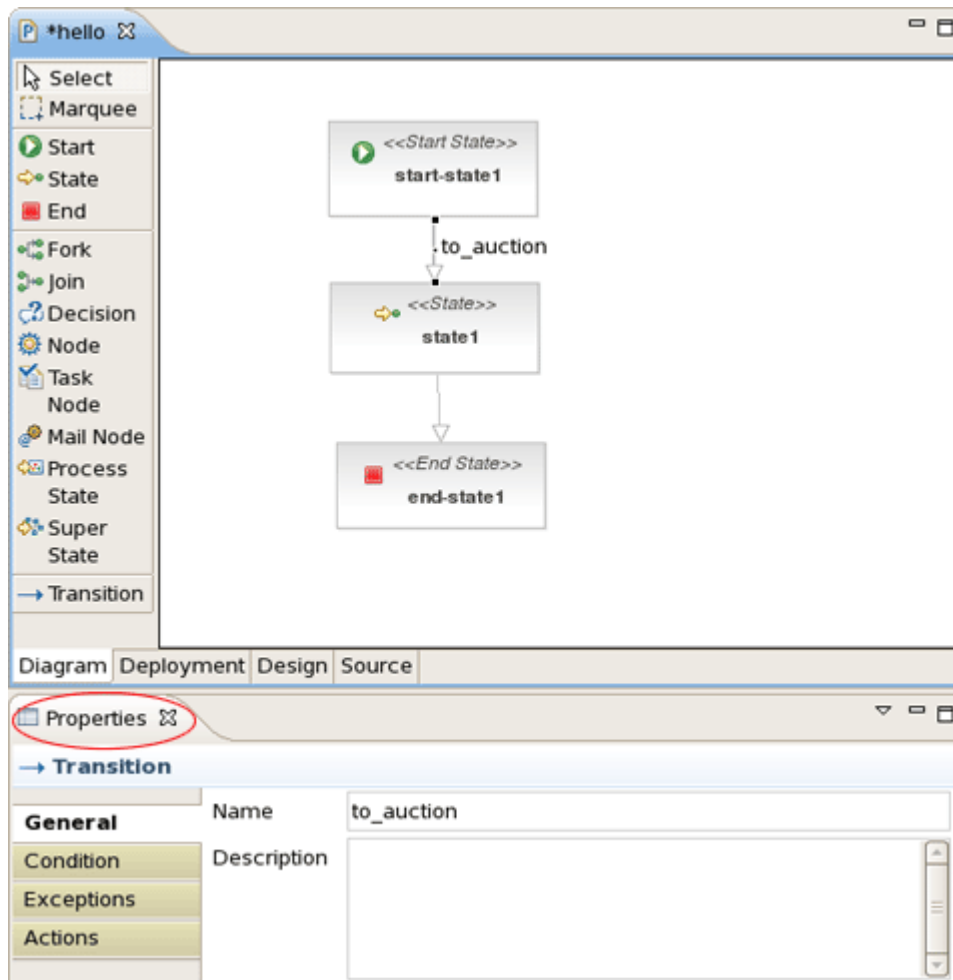 *hello
Select
Marquee
Start
State
End
Fork
Join
Decision
Node
Task
Node
Mail Node
Process
State
Super
State
Transition
<<Start State>>
start-state1
to_auction
<<State>>
state1
<<End State>>
end-state1
Diagram Deployment Design Source
Properties
Transition
General
Condition
Exceptions
Actions
Name to_auction
Description